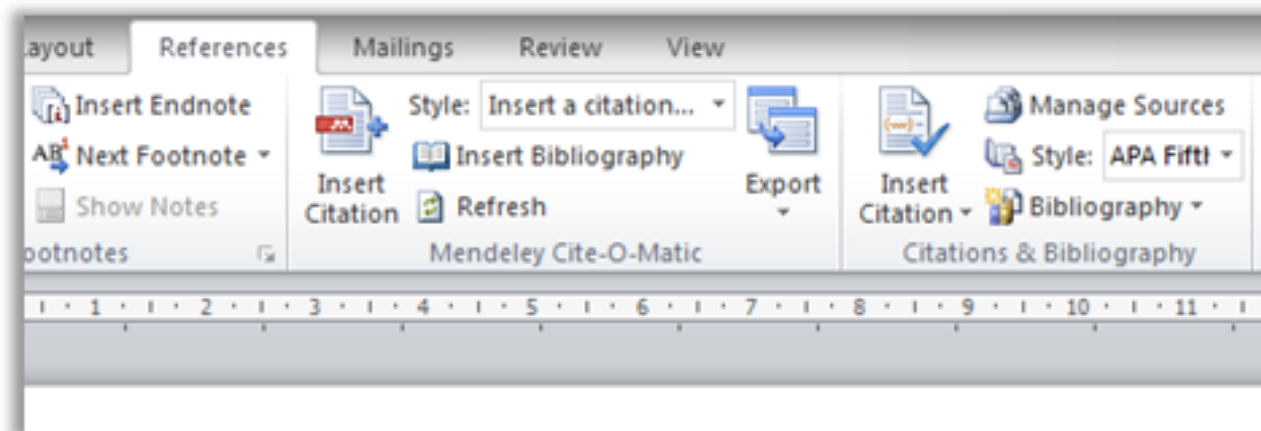 ayout References Mailings Review View
Insert Endnote
AB¹ Next Footnote
Show Notes
ootnotes
Insert Citation
Style: Insert a citation...
Insert Bibliography
Refresh
Export
Mendeley Cite-O-Matic
Insert Citation
Manage Sources
Style: APA Fifth
Bibliography
Citations & Bibliography
1 2 3 4 5 6 7 8 9 10 11